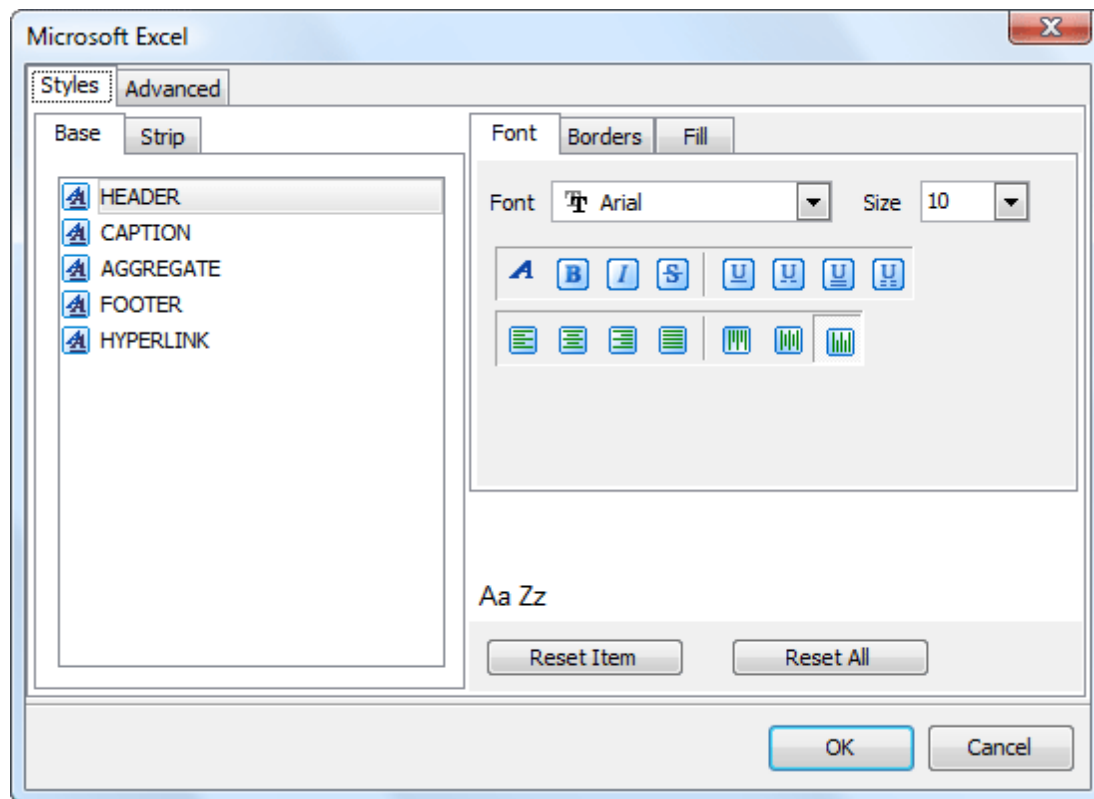 Microsoft Excel
Styles Advanced
Base Strip
HEADER
CAPTION
AGGREGATE
FOOTER
HYPERLINK
Font Borders Fill
Font Arial Size 10
Aa Zz
Reset Item Reset All
OK Cancel